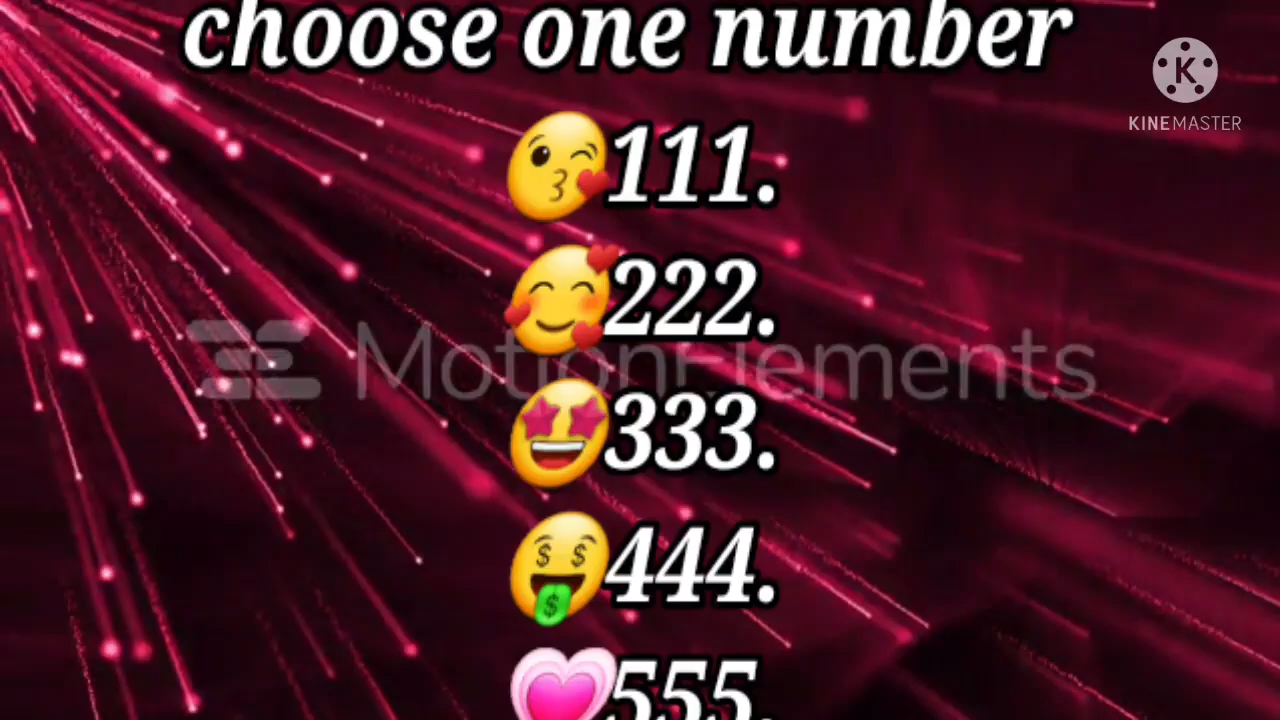 choose one number
KINEMASTER
😘111.
🥰222.
MotionElements
🤩333.
🤑444.
💗555.